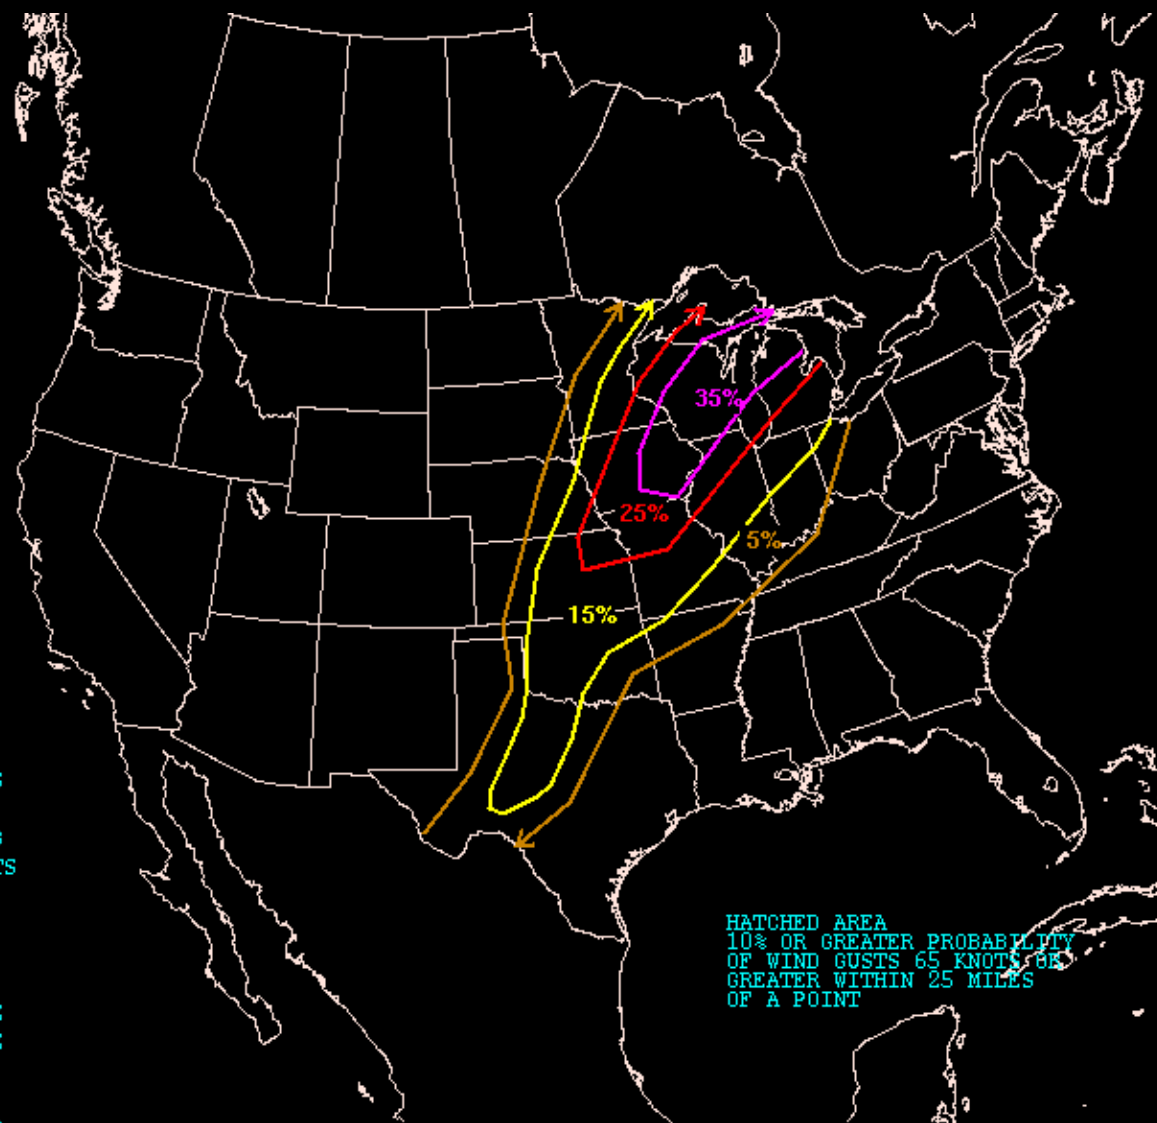 35%
25%
5%
15%
TS
HATCHED AREA
10% OR GREATER PROBABILITY
OF WIND GUSTS 65 KNOTS OR
GREATER WITHIN 25 MILES
OF A POINT